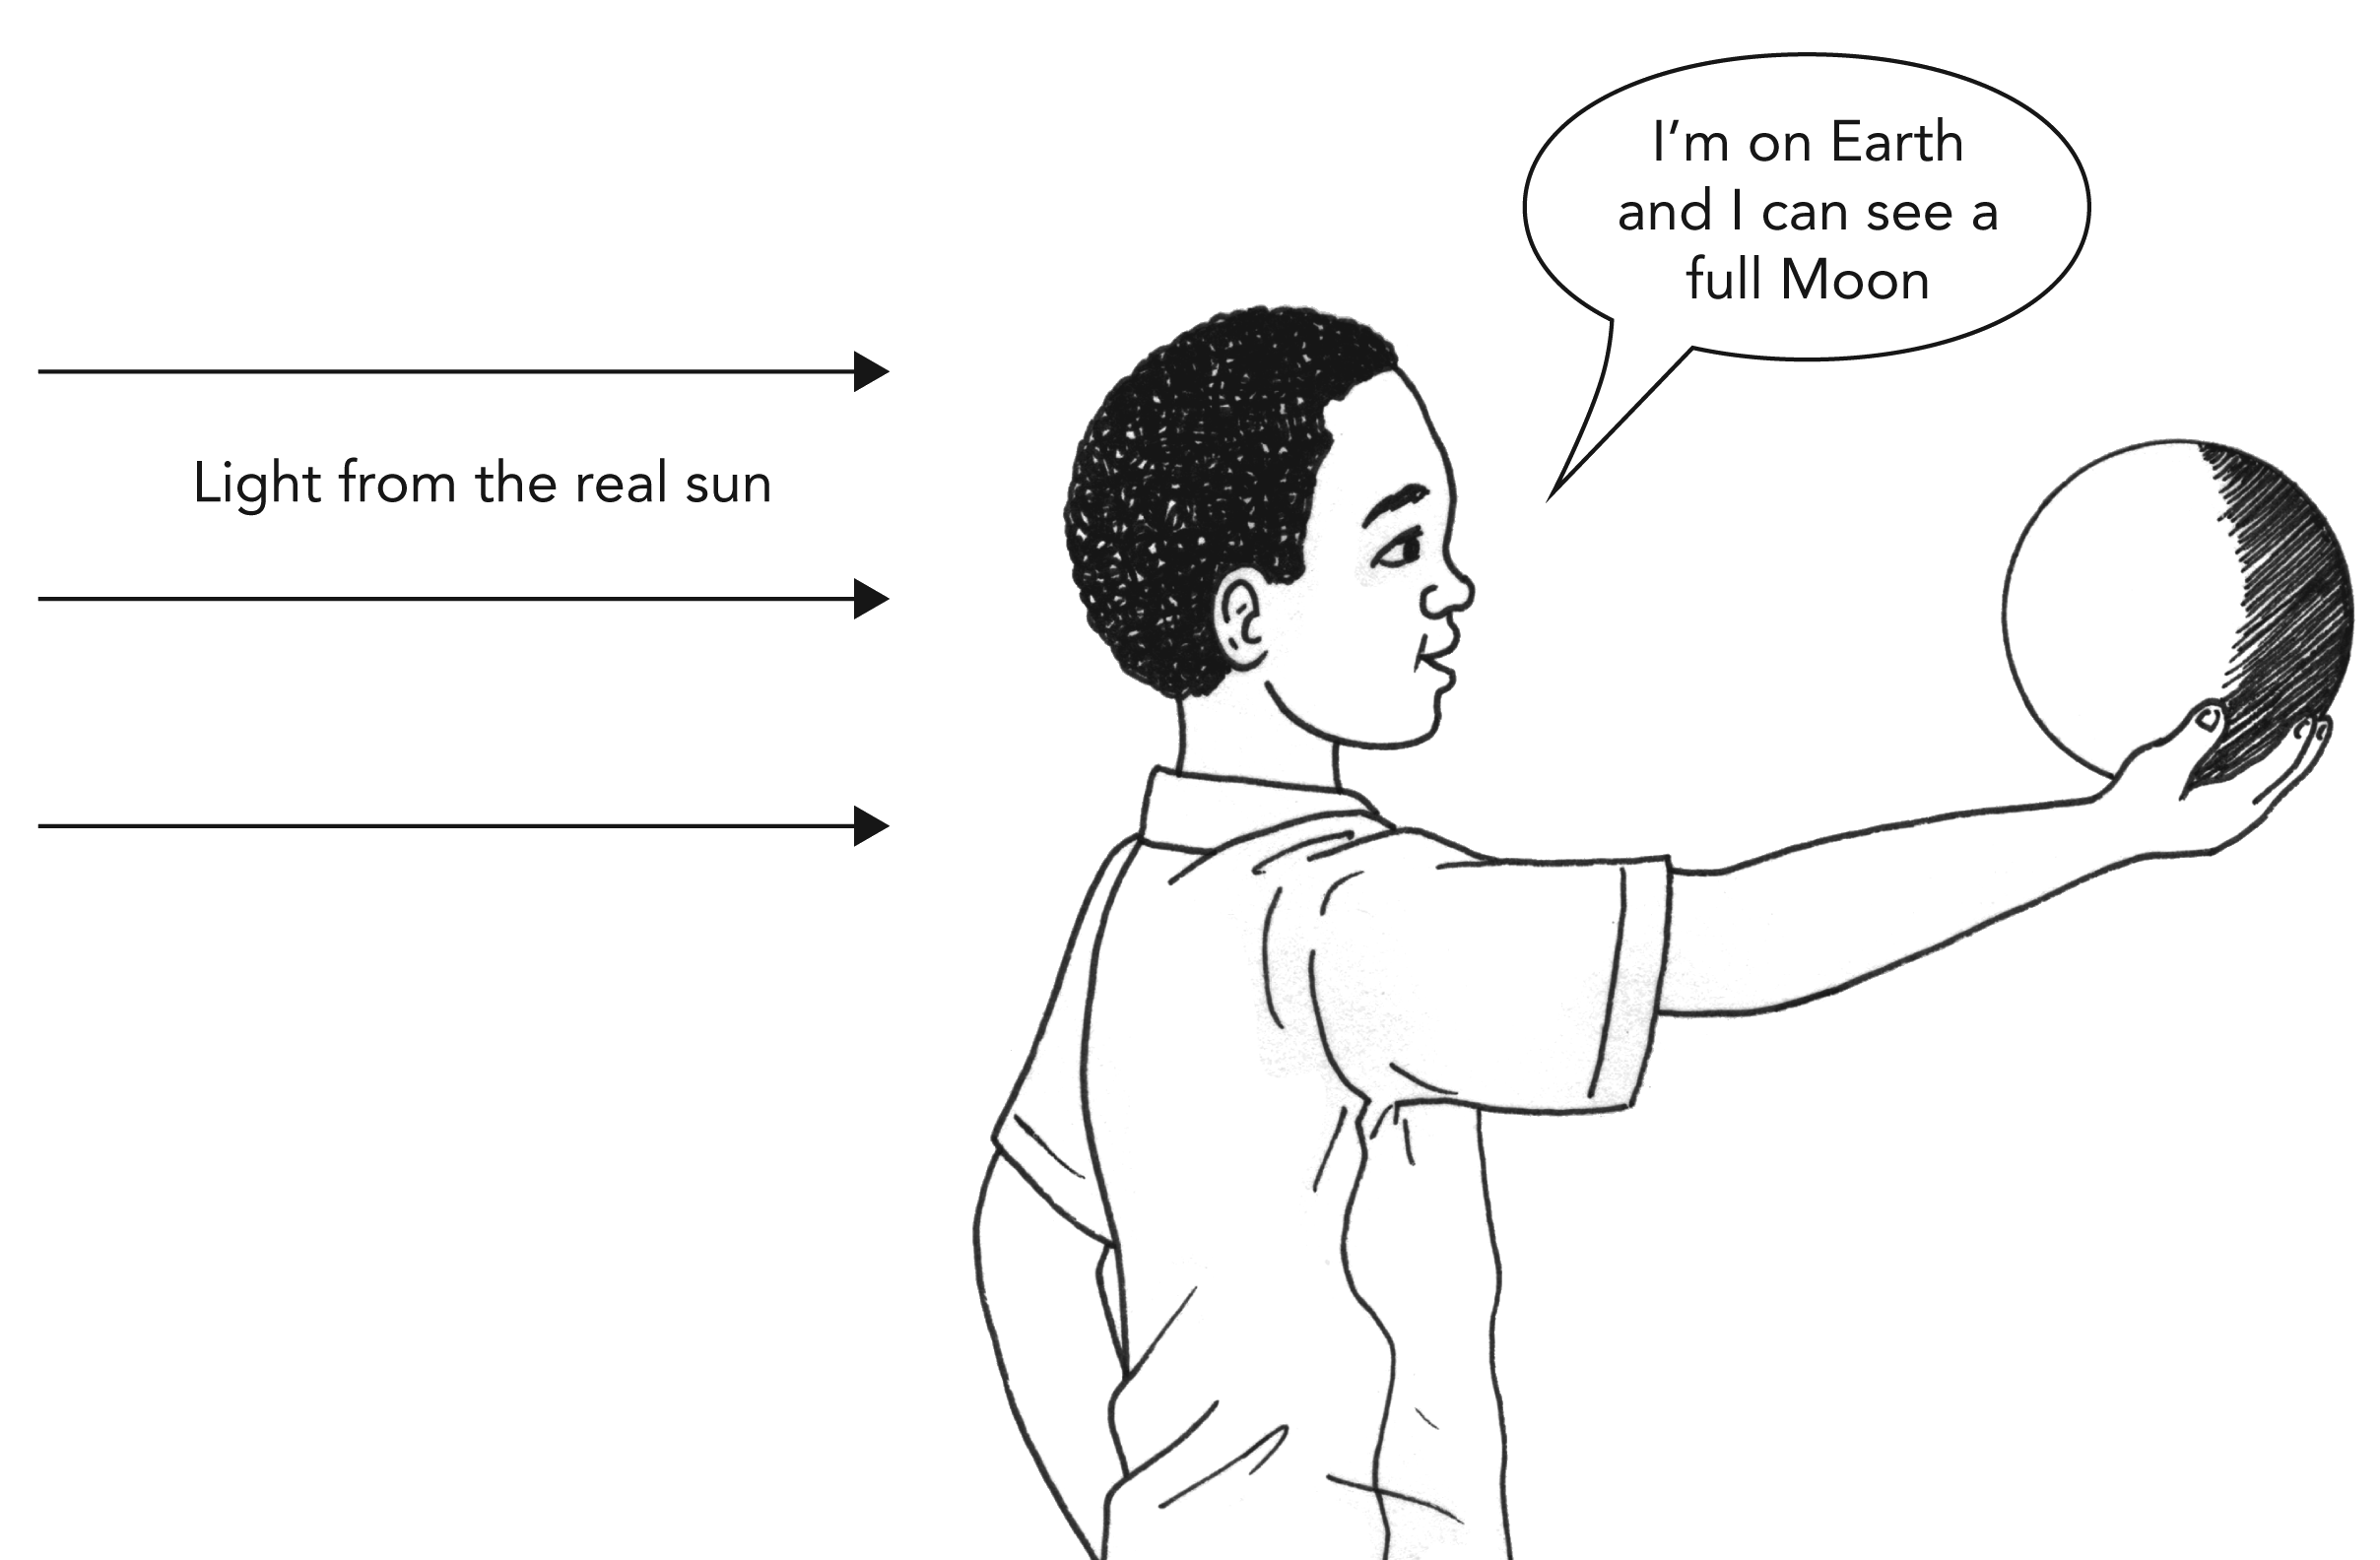 I’m on Earth
and I can see a
full Moon
Light from the real sun